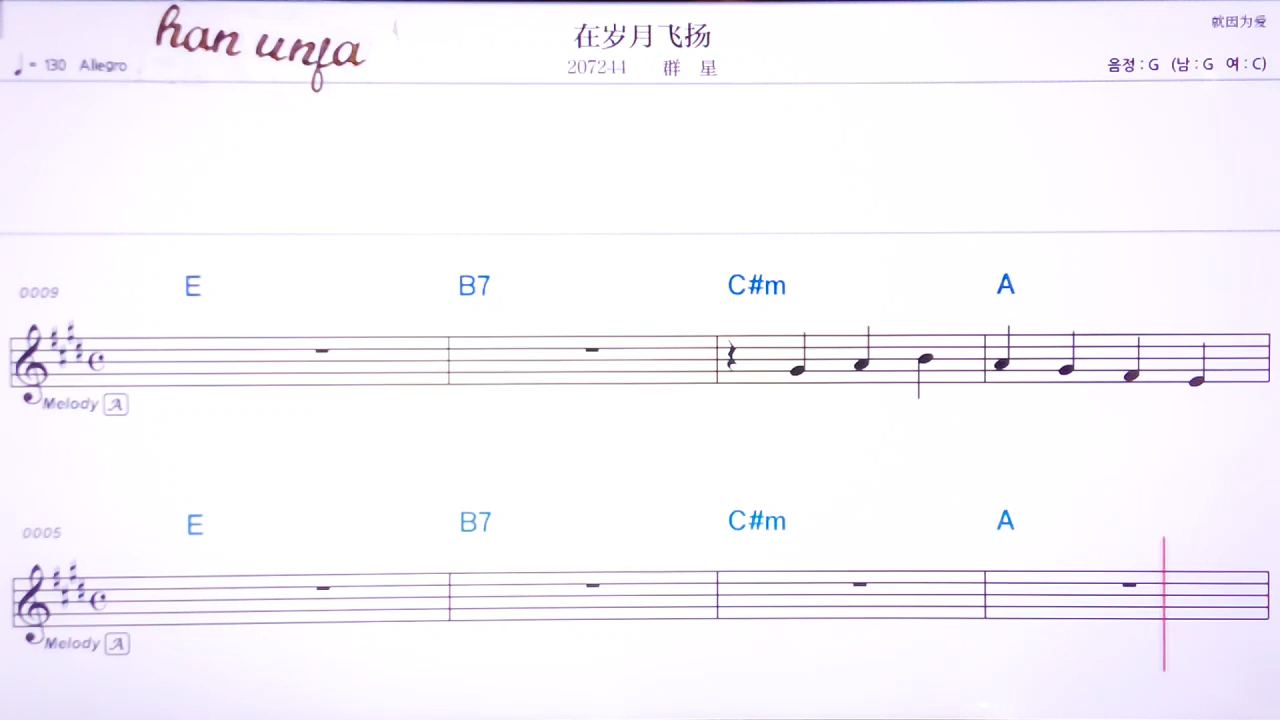 han unfa
在岁月飞扬
就因为爱
♩= 130 Allegro
207244 群 星
음정 : G (남 : G 여 : C)
E B7 C#m A
0009
Melody A
E B7 C#m A
0005
Melody A